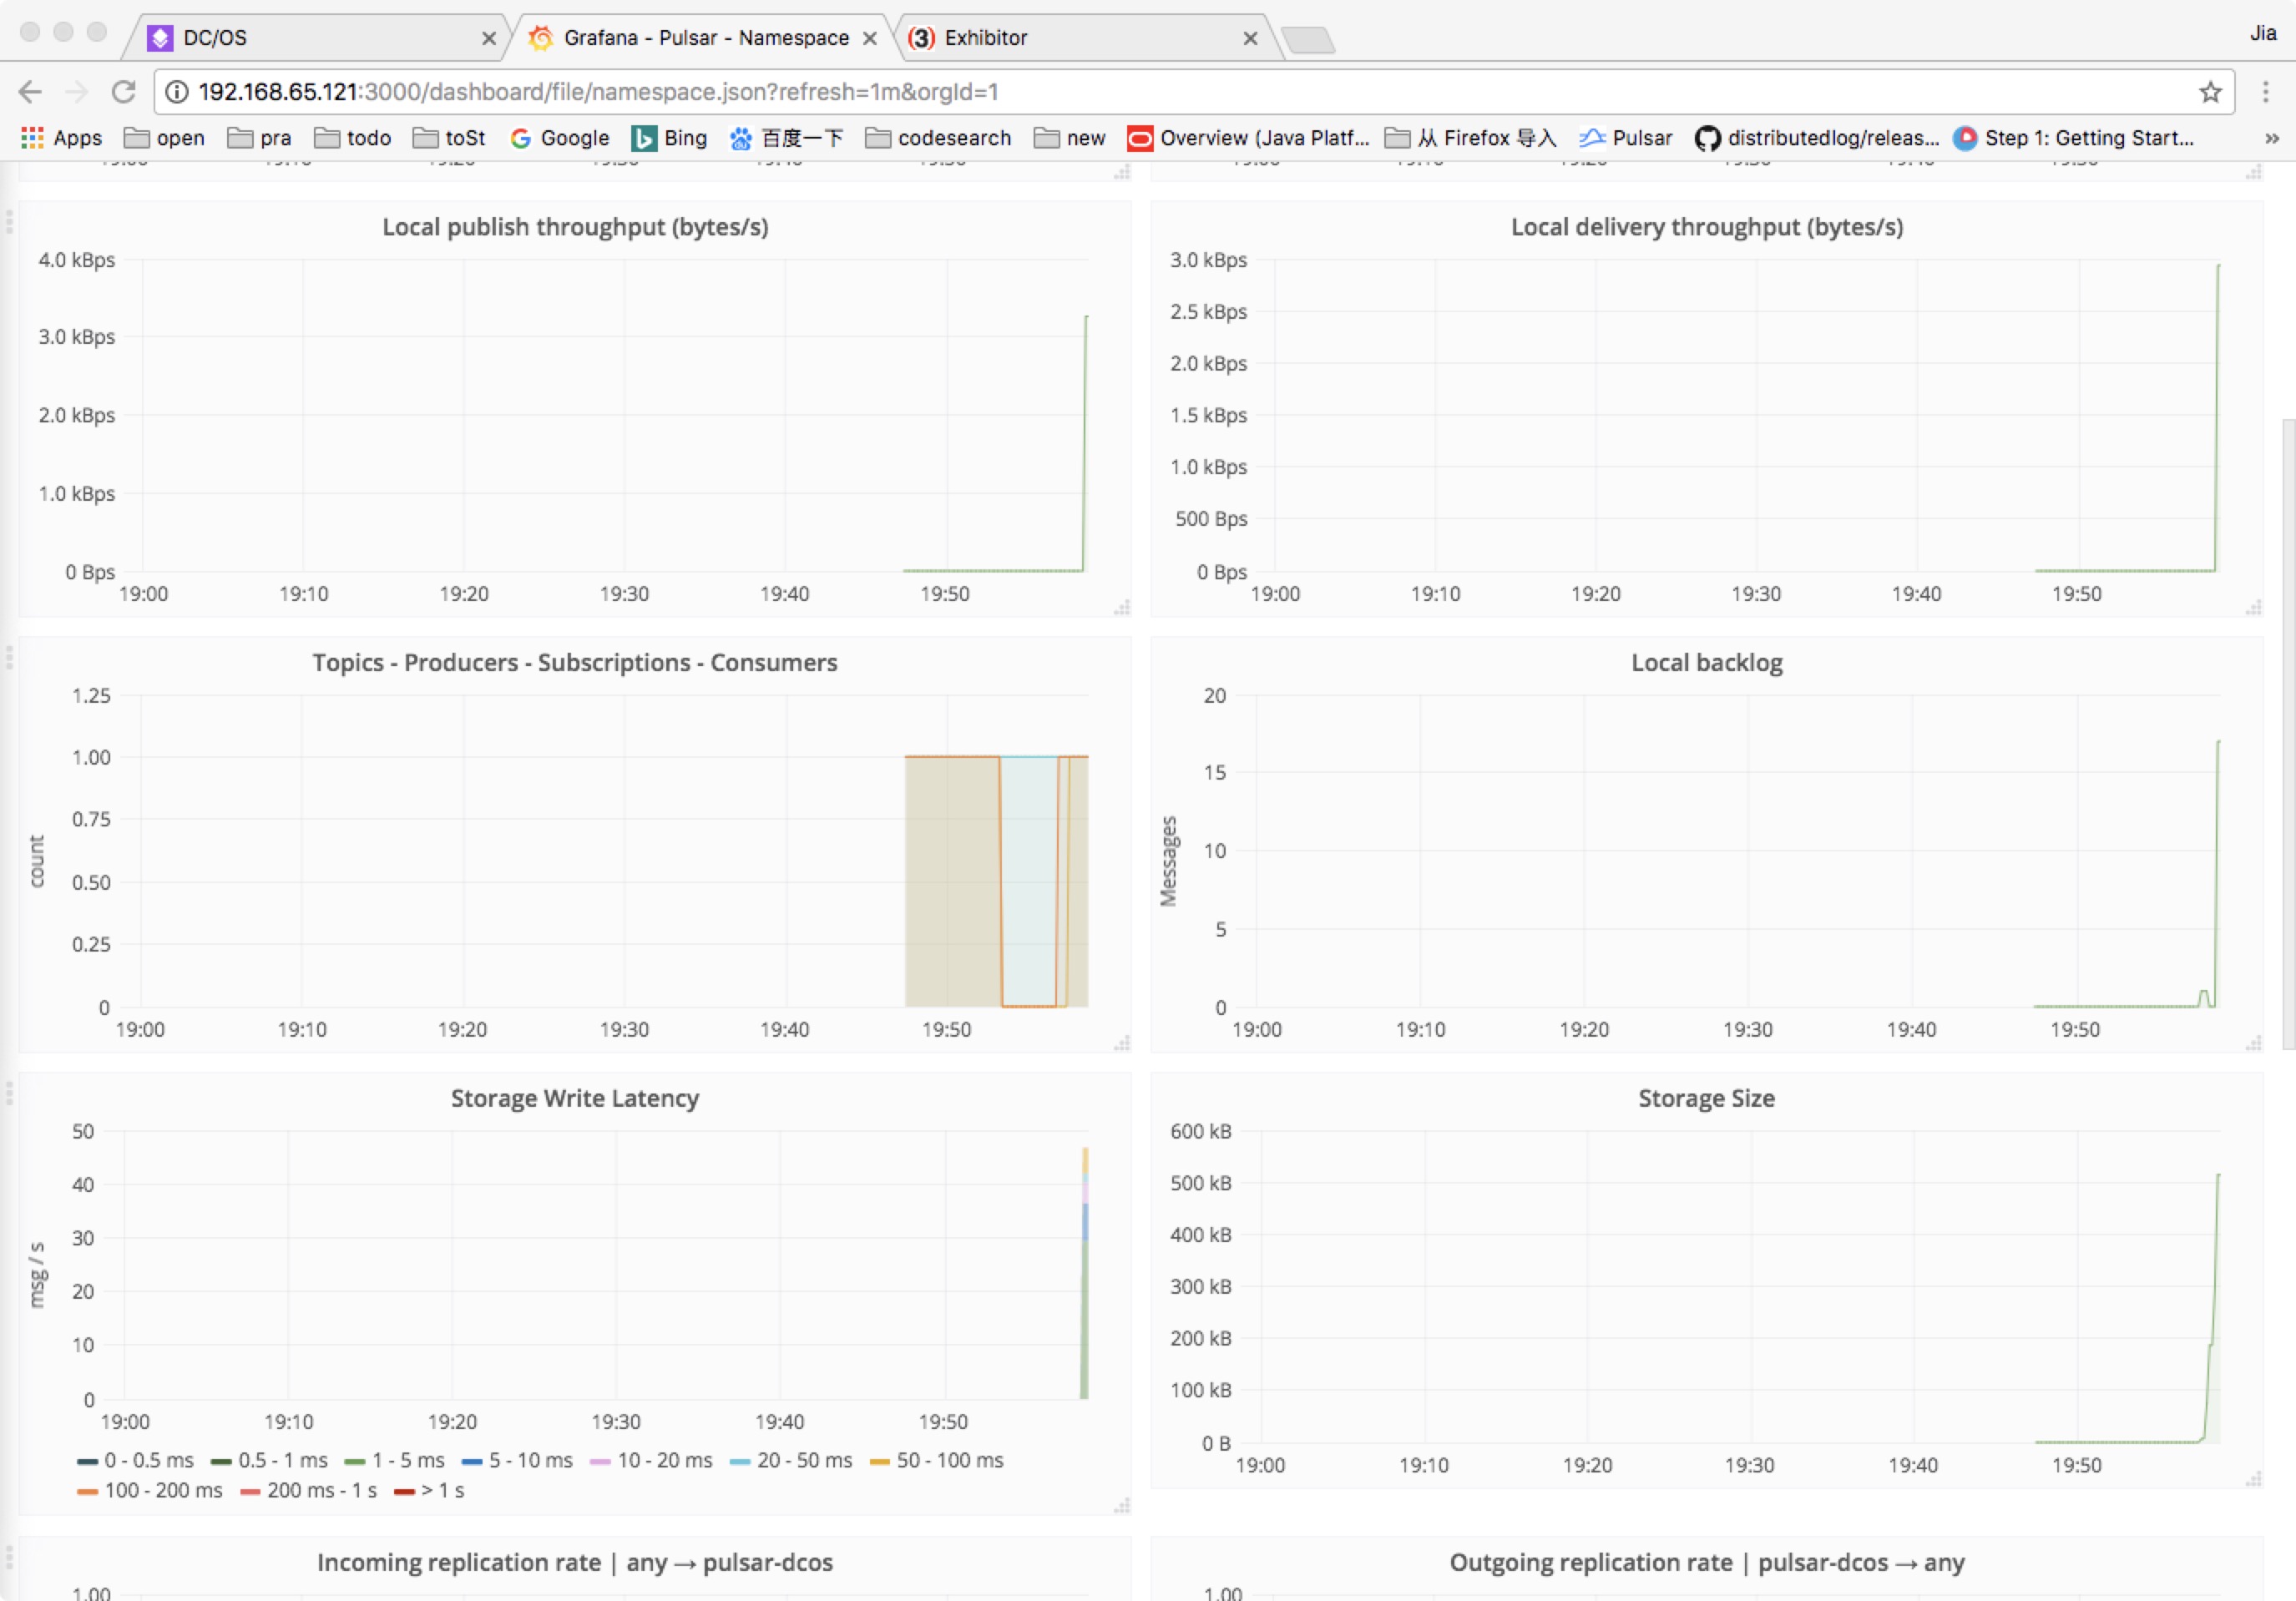 DC/OS
Grafana - Pulsar - Namespace
(3) Exhibitor
Jia
192.168.65.121:3000/dashboard/file/namespace.json?refresh=1m&orgId=1
Apps open pra todo toSt Google Bing 百度一下 codesearch new Overview (Java Platf... 从 Firefox 导入 Pulsar distributedlog/releas... Step 1: Getting Start... »
Local publish throughput (bytes/s)
4.0 kBps
3.0 kBps
2.0 kBps
1.0 kBps
0 Bps
19:00 19:10 19:20 19:30 19:40 19:50
Local delivery throughput (bytes/s)
3.0 kBps
2.5 kBps
2.0 kBps
1.5 kBps
1.0 kBps
500 Bps
0 Bps
19:00 19:10 19:20 19:30 19:40 19:50
Topics - Producers - Subscriptions - Consumers
count
1.25
1.00
0.75
0.50
0.25
0
19:00 19:10 19:20 19:30 19:40 19:50
Local backlog
Messages
20
15
10
5
0
19:00 19:10 19:20 19:30 19:40 19:50
Storage Write Latency
msg / s
50
40
30
20
10
0
19:00 19:10 19:20 19:30 19:40 19:50
0 - 0.5 ms 0.5 - 1 ms 1 - 5 ms 5 - 10 ms 10 - 20 ms 20 - 50 ms 50 - 100 ms
100 - 200 ms 200 ms - 1 s > 1 s
Storage Size
600 kB
500 kB
400 kB
300 kB
200 kB
100 kB
0 B
19:00 19:10 19:20 19:30 19:40 19:50
Incoming replication rate | any → pulsar-dcos
1.00
Outgoing replication rate | pulsar-dcos → any
1.00